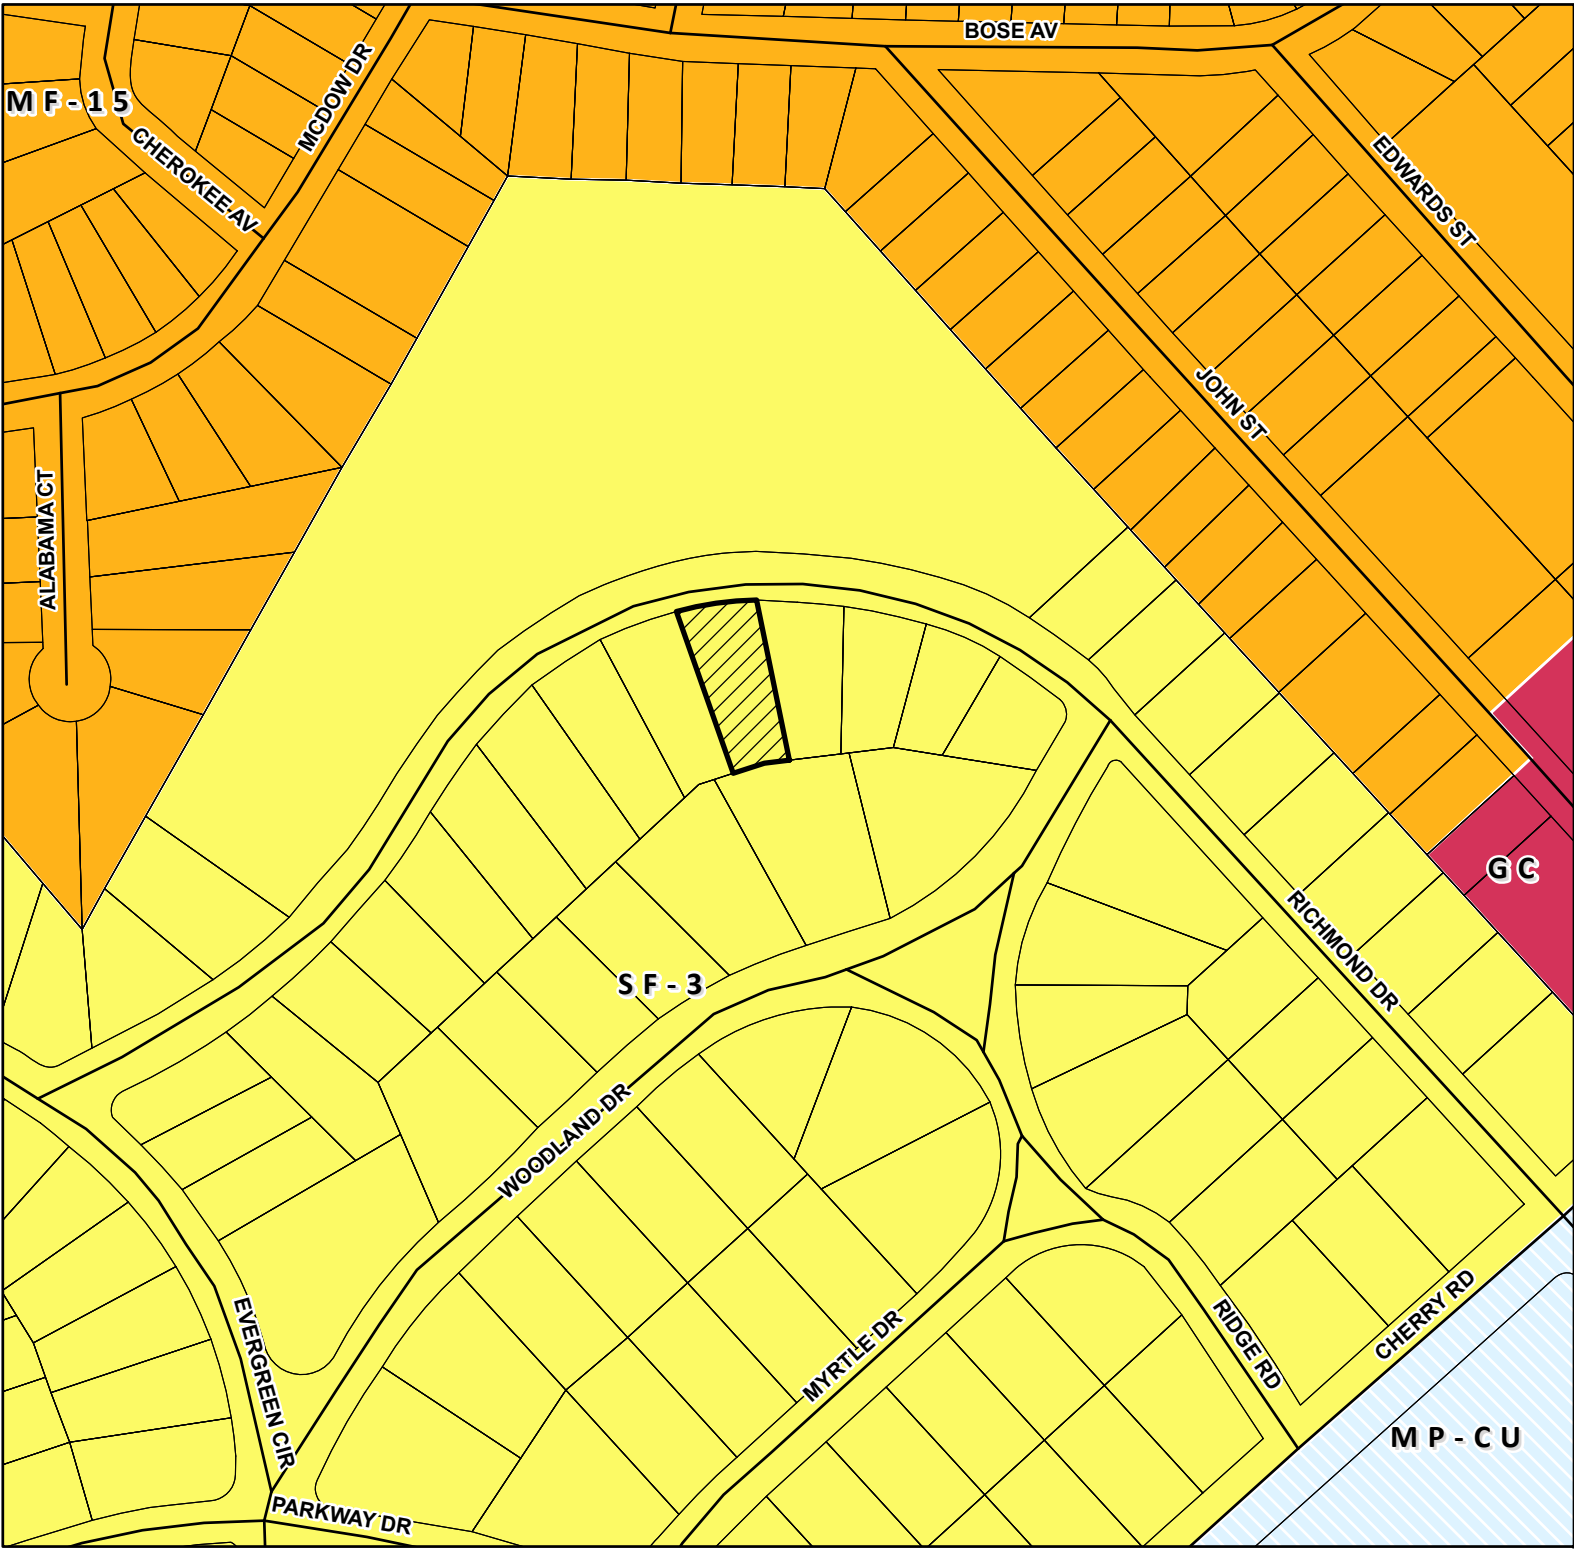 BOSE AV
MF-15
MCDOW DR
CHEROKEE AV
EDWARDS ST
JOHN ST
ALABAMA CT
GC
RICHMOND DR
SF-3
WOODLAND DR
EVERGREEN CIR
MYRTLE DR
RIDGE RD
CHERRY RD
MP-CU
PARKWAY DR